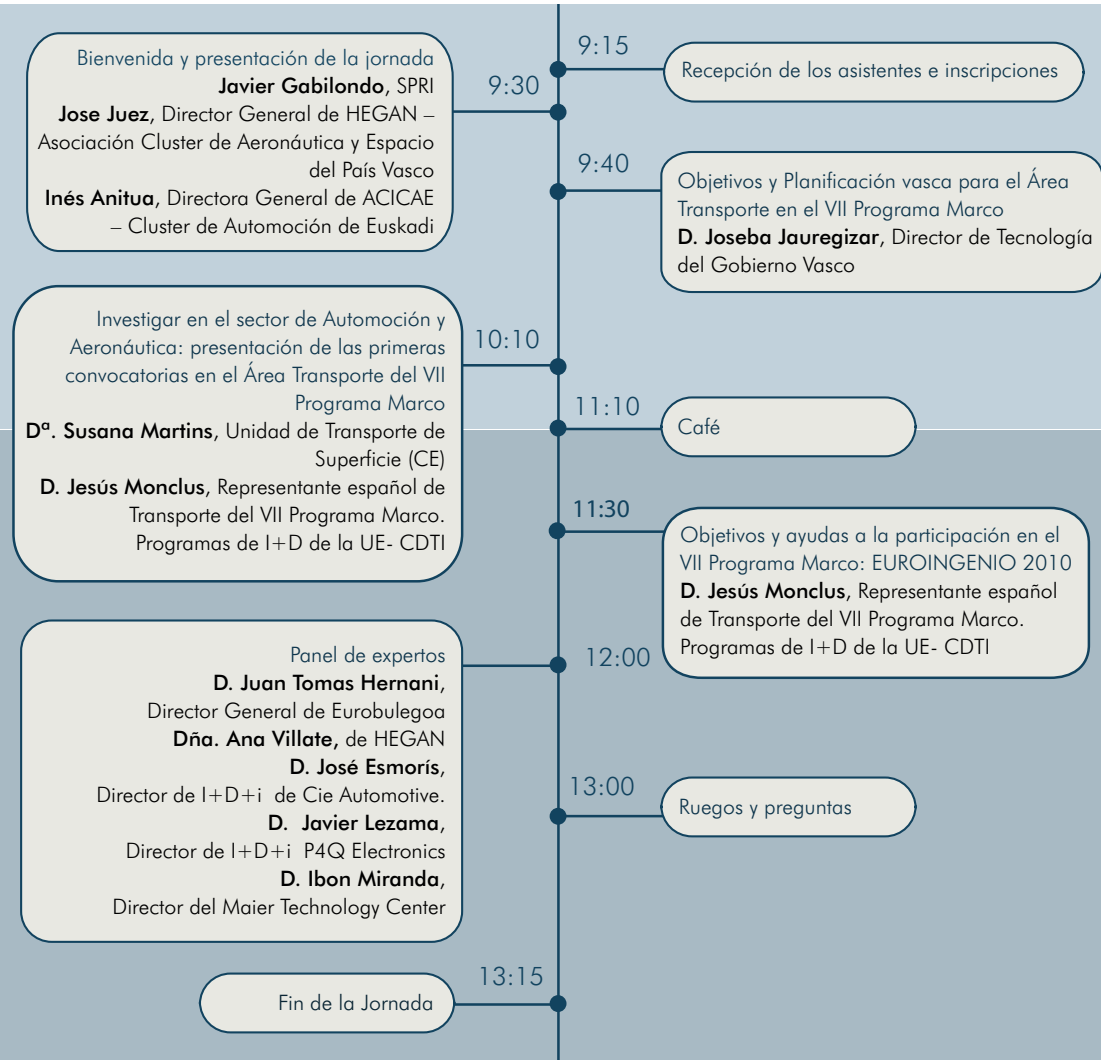 9:15
Recepción de los asistentes e inscripciones
9:30
Bienvenida y presentación de la jornada
Javier Gabilondo, SPRI
Jose Juez, Director General de HEGAN –
Asociación Cluster de Aeronáutica y Espacio
del País Vasco
Inés Anitua, Directora General de ACICAE
– Cluster de Automoción de Euskadi
9:40
Objetivos y Planificación vasca para el Área
Transporte en el VII Programa Marco
D. Joseba Jauregizar, Director de Tecnología
del Gobierno Vasco
10:10
Investigar en el sector de Automoción y
Aeronáutica: presentación de las primeras
convocatorias en el Área Transporte del VII
Programa Marco
Dª. Susana Martins, Unidad de Transporte de
Superficie (CE)
D. Jesús Monclus, Representante español de
Transporte del VII Programa Marco.
Programas de I+D de la UE- CDTI
11:10
Café
11:30
Objetivos y ayudas a la participación en el
VII Programa Marco: EUROINGENIO 2010
D. Jesús Monclus, Representante español
de Transporte del VII Programa Marco.
Programas de I+D de la UE- CDTI
12:00
Panel de expertos
D. Juan Tomas Hernani,
Director General de Eurobulegoa
Dña. Ana Villate, de HEGAN
D. José Esmorís,
Director de I+D+i de Cie Automotive.
D. Javier Lezama,
Director de I+D+i P4Q Electronics
D. Ibon Miranda,
Director del Maier Technology Center
13:00
Ruegos y preguntas
13:15
Fin de la Jornada